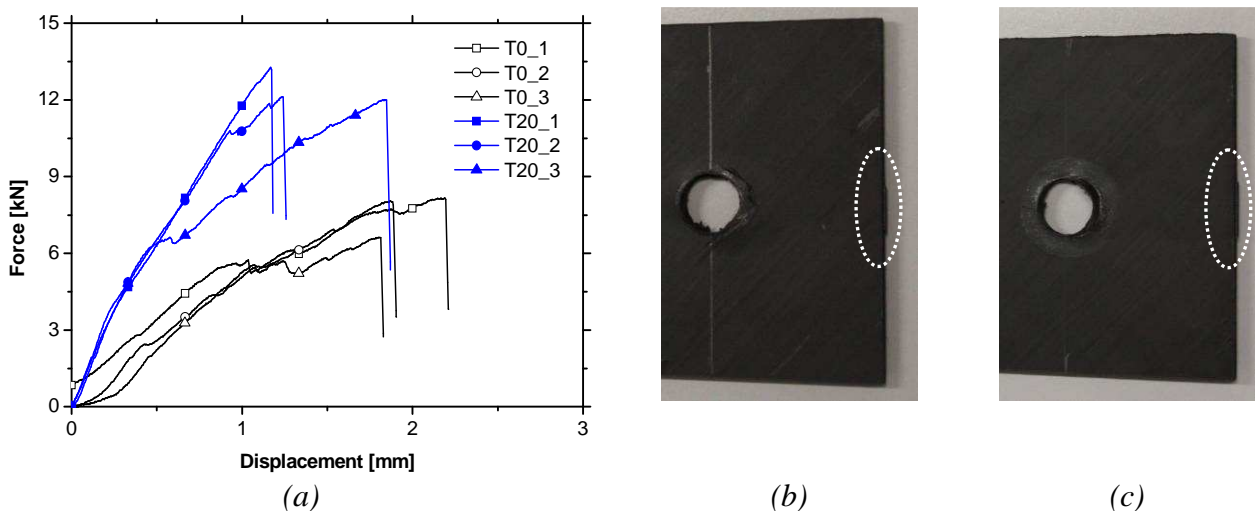 15
12
9
6
3
0
Force [kN]
T0_1
T0_2
T0_3
T20_1
T20_2
T20_3
0 1 2 3
Displacement [mm]
(a) (b) (c)